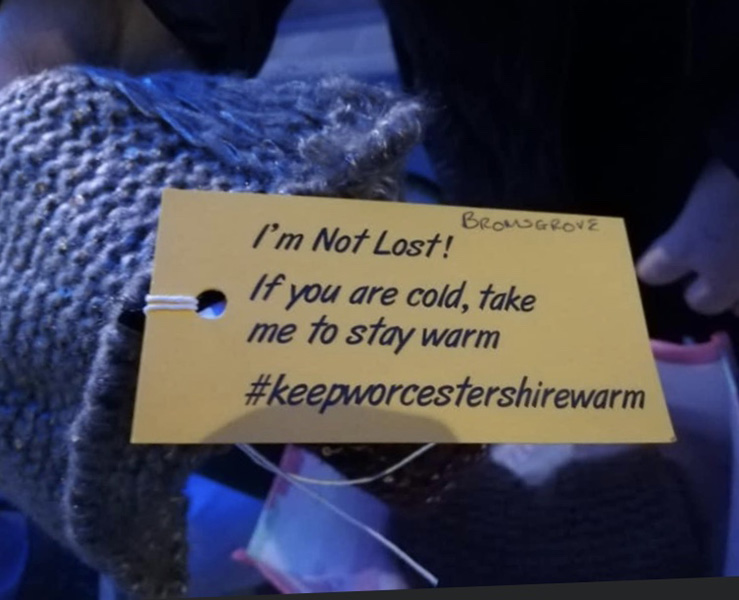 BROMSGROVE
I'm Not Lost!
If you are cold, take
me to stay warm
#keepworcestershirewarm